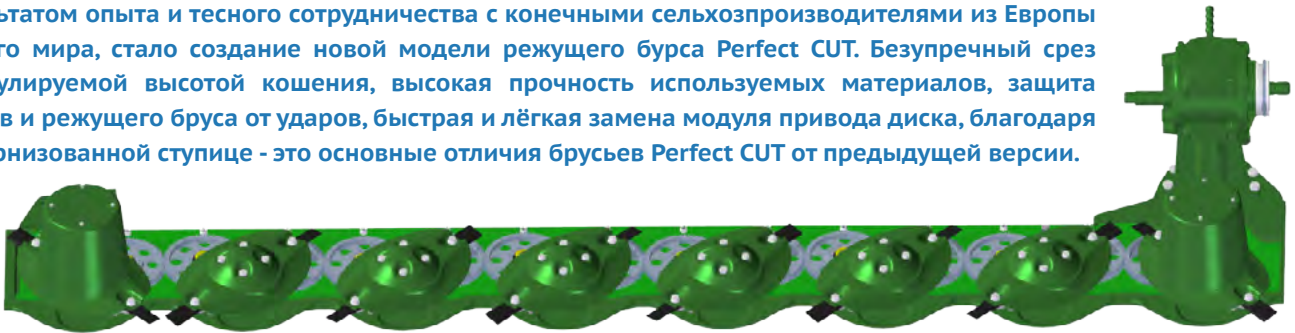 ьтатом опыта и тесного сотрудничества с конечными сельхозпроизводителями из Европы
го мира, стало создание новой модели режущего бурса Perfect CUT. Безупречный срез
улируемой высотой кошения, высокая прочность используемых материалов, защита
в и режущего бруса от ударов, быстрая и лёгкая замена модуля привода диска, благодаря
рнизованной ступице - это основные отличия брусьев Perfect CUT от предыдущей версии.